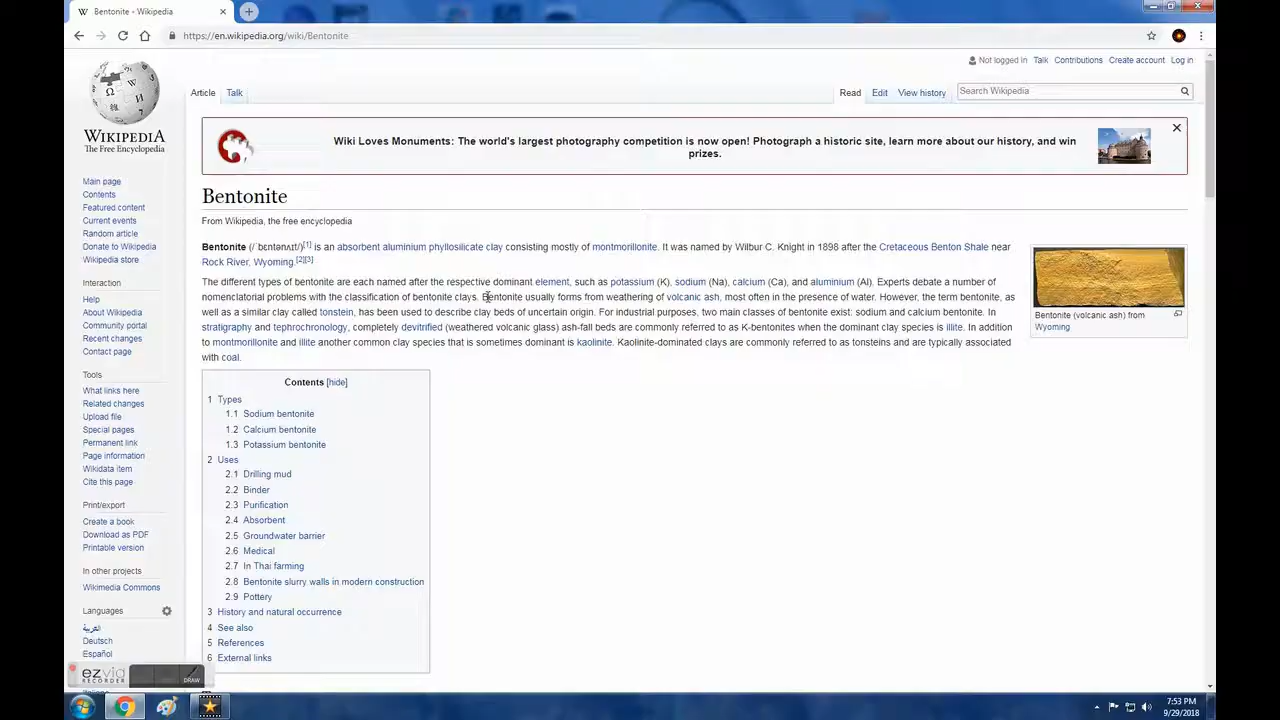 Bentonite - Wikipedia
https://en.wikipedia.org/wiki/Bentonite
Not logged in Talk Contributions Create account Log in
Article Talk Read Edit View history Search Wikipedia
WIKIPEDIA
The Free Encyclopedia
Wiki Loves Monuments: The world's largest photography competition is now open! Photograph a historic site, learn more about our history, and win
prizes.
Main page
Contents
Featured content
Current events
Random article
Donate to Wikipedia
Wikipedia store
Interaction
Help
About Wikipedia
Community portal
Recent changes
Contact page
Tools
What links here
Related changes
Upload file
Special pages
Permanent link
Page information
Wikidata item
Cite this page
Print/export
Create a book
Download as PDF
Printable version
In other projects
Wikimedia Commons
Languages
العربية
Deutsch
Español
Bentonite
From Wikipedia, the free encyclopedia
Bentonite (/ˈbɛntənaɪt/)[1] is an absorbent aluminium phyllosilicate clay consisting mostly of montmorillonite. It was named by Wilbur C. Knight in 1898 after the Cretaceous Benton Shale near
Rock River, Wyoming.[2][3]
The different types of bentonite are each named after the respective dominant element, such as potassium (K), sodium (Na), calcium (Ca), and aluminium (Al). Experts debate a number of
nomenclatorial problems with the classification of bentonite clays. Bentonite usually forms from weathering of volcanic ash, most often in the presence of water. However, the term bentonite, as
well as a similar clay called tonstein, has been used to describe clay beds of uncertain origin. For industrial purposes, two main classes of bentonite exist: sodium and calcium bentonite. In
stratigraphy and tephrochronology, completely devitrified (weathered volcanic glass) ash-fall beds are commonly referred to as K-bentonites when the dominant clay species is illite. In addition
to montmorillonite and illite another common clay species that is sometimes dominant is kaolinite. Kaolinite-dominated clays are commonly referred to as tonsteins and are typically associated
with coal.
Bentonite (volcanic ash) from
Wyoming
Contents [hide]
1 Types
1.1 Sodium bentonite
1.2 Calcium bentonite
1.3 Potassium bentonite
2 Uses
2.1 Drilling mud
2.2 Binder
2.3 Purification
2.4 Absorbent
2.5 Groundwater barrier
2.6 Medical
2.7 In Thai farming
2.8 Bentonite slurry walls in modern construction
2.9 Pottery
3 History and natural occurrence
4 See also
5 References
6 External links
ezvid
RECORDER
DRAW
7:53 PM
9/29/2018